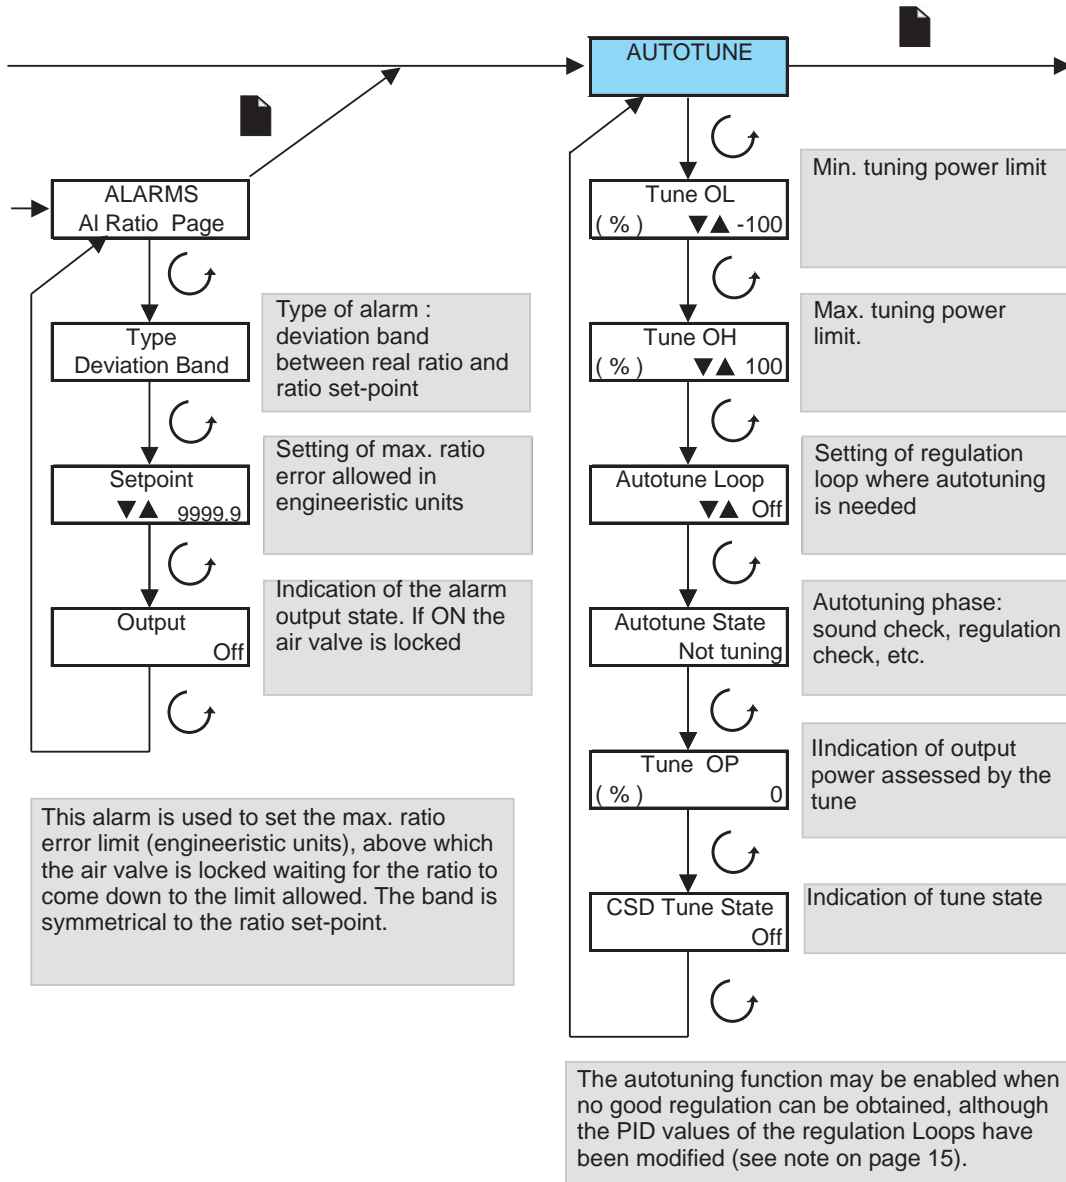 AUTOTUNE
ALARMS
Al Ratio Page
Type
Deviation Band
Type of alarm :
deviation band
between real ratio and
ratio set-point
Setpoint
▼▲ 9999.9
Setting of max. ratio
error allowed in
engineeristic units
Output
Off
Indication of the alarm
output state. If ON the
air valve is locked
This alarm is used to set the max. ratio
error limit (engineeristic units), above which
the air valve is locked waiting for the ratio to
come down to the limit allowed. The band is
symmetrical to the ratio set-point.
Tune OL
( % ) ▼▲ -100
Min. tuning power limit
Tune OH
( % ) ▼▲ 100
Max. tuning power
limit.
Autotune Loop
▼▲ Off
Setting of regulation
loop where autotuning
is needed
Autotune State
Not tuning
Autotuning phase:
sound check, regulation
check, etc.
Tune OP
( % ) 0
IIndication of output
power assessed by the
tune
CSD Tune State
Off
Indication of tune state
The autotuning function may be enabled when
no good regulation can be obtained, although
the PID values of the regulation Loops have
been modified (see note on page 15).